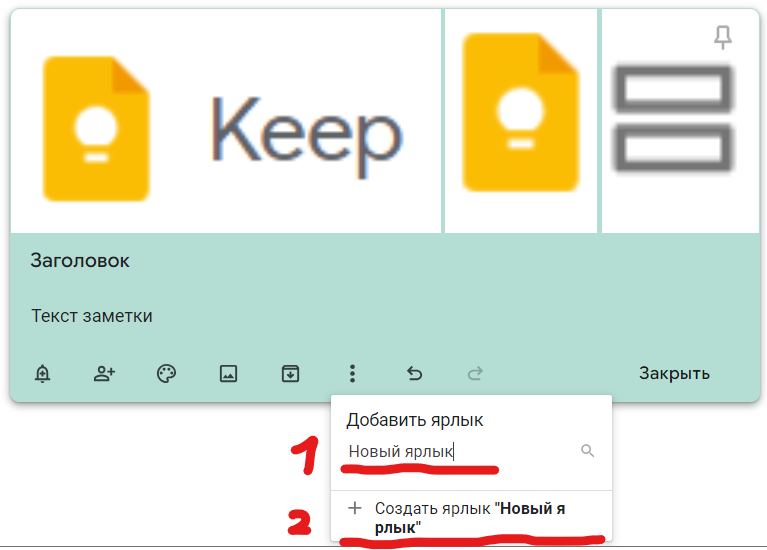 Keep
Заголовок
Текст заметки
Закрыть
Добавить ярлык
1
Новый ярлык
2
Создать ярлык "Новый я
рлык"